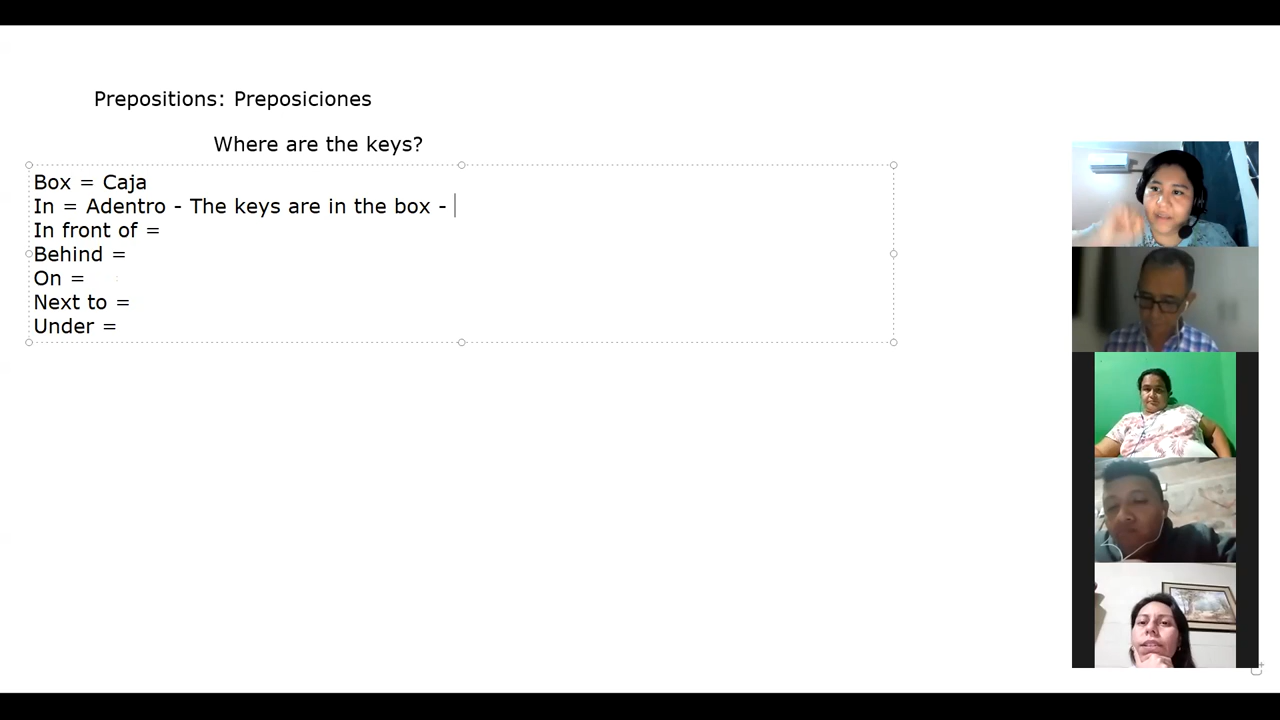 Prepositions: Preposiciones
Where are the keys?
Box = Caja
In = Adentro - The keys are in the box -
In front of =
Behind =
On =
Next to =
Under =